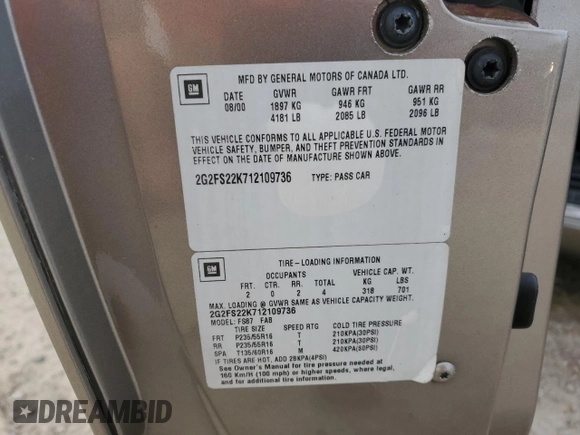 GM
MFD BY GENERAL MOTORS OF CANADA LTD.
DATE GVWR GAWR FRT GAWR RR
08/00 1897 KG 946 KG 951 KG
4181 LB 2085 LB 2096 LB
THIS VEHICLE CONFORMS TO ALL APPLICABLE U.S. FEDERAL MOTOR
VEHICLE SAFETY, BUMPER, AND THEFT PREVENTION STANDARDS IN
EFFECT ON THE DATE OF MANUFACTURE SHOWN ABOVE.
2G2FS22K712109736 TYPE: PASS CAR
GM
TIRE-LOADING INFORMATION
OCCUPANTS VEHICLE CAP. WT.
FRT. CTR. RR. TOTAL KG LBS
2 0 2 4 318 701
MAX. LOADING @ GVWR SAME AS VEHICLE CAPACITY WEIGHT.
2G2FS22K712109736
MODEL: FS87 FAB
TIRE SIZE SPEED RTG COLD TIRE PRESSURE
FRT P235/55R16 T 210KPA(30PSI)
RR P235/55R16 T 210KPA(30PSI)
SPA T135/60R16 M 420KPA(60PSI)
IF TIRES ARE HOT, ADD 28KPA(4PSI)
See Owner's Manual for tire pressure needed at
160 Km/H (100 mph) or higher speeds, where legal,
and for additional tire information.
DREAMBID